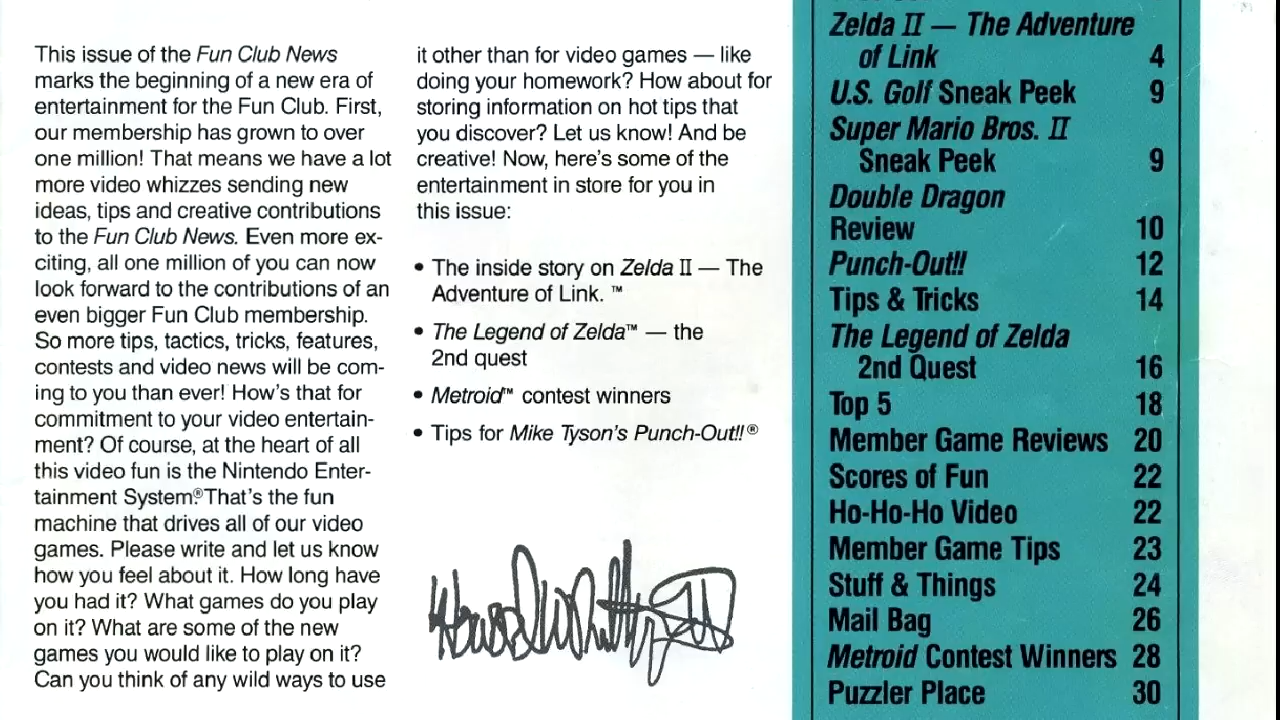 This issue of the Fun Club News
marks the beginning of a new era of
entertainment for the Fun Club. First,
our membership has grown to over
one million! That means we have a lot
more video whizzes sending new
ideas, tips and creative contributions
to the Fun Club News. Even more ex-
citing, all one million of you can now
look forward to the contributions of an
even bigger Fun Club membership.
So more tips, tactics, tricks, features,
contests and video news will be com-
ing to you than ever! How's that for
commitment to your video entertain-
ment? Of course, at the heart of all
this video fun is the Nintendo Enter-
tainment System.® That's the fun
machine that drives all of our video
games. Please write and let us know
how you feel about it. How long have
you had it? What games do you play
on it? What are some of the new
games you would like to play on it?
Can you think of any wild ways to use
it other than for video games — like
doing your homework? How about for
storing information on hot tips that
you discover? Let us know! And be
creative! Now, here's some of the
entertainment in store for you in
this issue:
• The inside story on Zelda II — The
Adventure of Link.™
• The Legend of Zelda™ — the
2nd quest
• Metroid™ contest winners
• Tips for Mike Tyson's Punch-Out!!®
Zelda II — The Adventure
of Link 4
U.S. Golf Sneak Peek 9
Super Mario Bros. II
Sneak Peek 9
Double Dragon
Review 10
Punch-Out!! 12
Tips & Tricks 14
The Legend of Zelda
2nd Quest 16
Top 5 18
Member Game Reviews 20
Scores of Fun 22
Ho-Ho-Ho Video 22
Member Game Tips 23
Stuff & Things 24
Mail Bag 26
Metroid Contest Winners 28
Puzzler Place 30